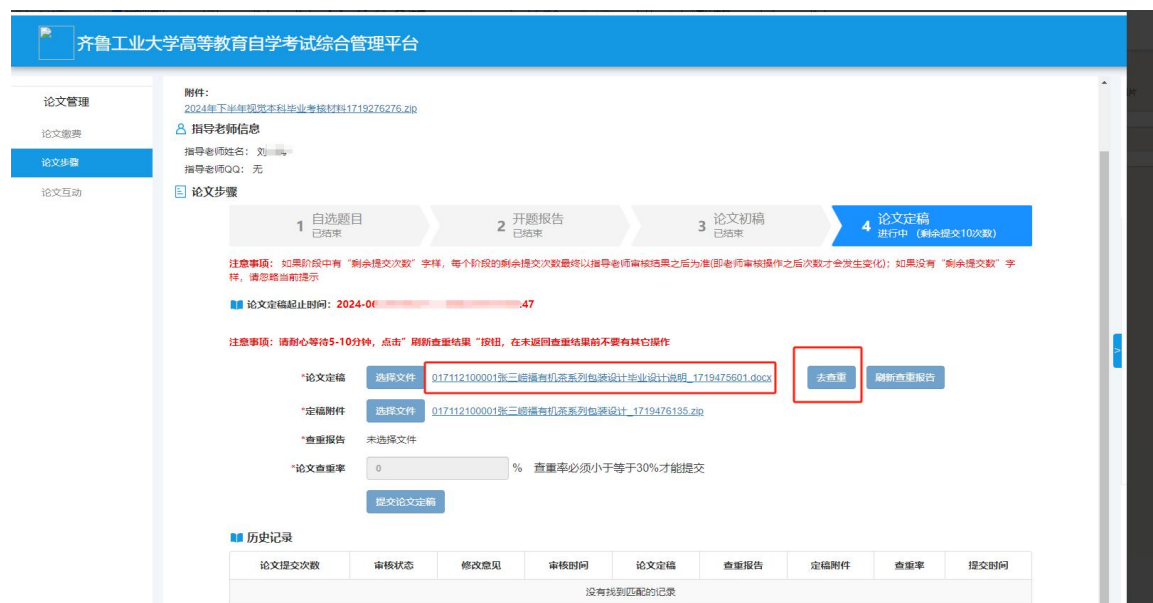 齐鲁工业大学高等教育自学考试综合管理平台
论文管理
论文缴费
论文步骤
论文互动
附件：
2024年下半年视觉本科毕业考核材料1719276276.zip
指导老师信息
指导老师姓名： 刘
指导老师QQ： 无
论文步骤
1 自选题目
已结束
2 开题报告
已结束
3 论文初稿
已结束
4 论文定稿
进行中 （剩余提交10次数）
注意事项： 如果阶段中有“剩余提交次数”字样，每个阶段的剩余提交次数最终以指导老师审核结果之后为准(即老师审核操作之后次数才会发生变化)；如果没有“剩余提交数”字
样，请忽略当前提示
论文定稿起止时间： 2024-0 :47
注意事项：请耐心等待5-10分钟，点击”刷新查重结果“按钮，在未返回查重结果前不要有其它操作
*论文定稿 选择文件 017112100001张三崂福有机茶系列包装设计毕业设计说明_1719475601.docx 去查重 刷新查重报告
*定稿附件 选择文件 017112100001张三崂福有机茶系列包装设计_1719476135.zip
*查重报告 未选择文件
*论文查重率 0 % 查重率必须小于等于30%才能提交
提交论文定稿
历史记录
论文提交次数 审核状态 修改意见 审核时间 论文定稿 查重报告 定稿附件 查重率 提交时间
没有找到匹配的记录